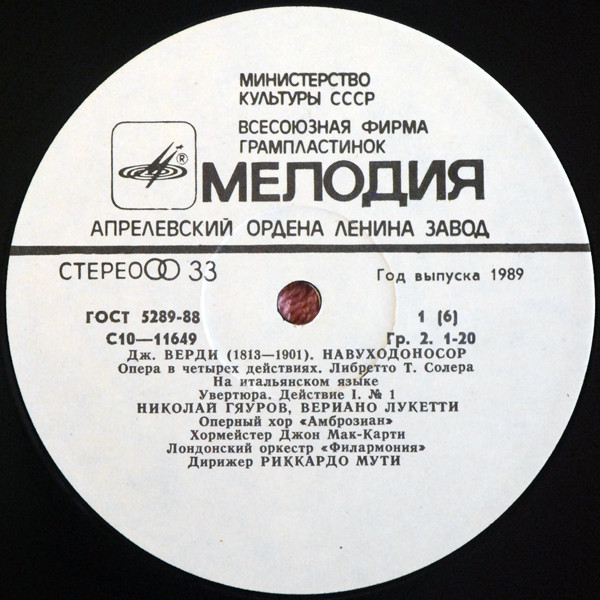 МИНИСТЕРСТВО
КУЛЬТУРЫ СССР
ВСЕСОЮЗНАЯ ФИРМА
ГРАМПЛАСТИНОК
®
МЕЛОДИЯ
АПРЕЛЕВСКИЙ ОРДЕНА ЛЕНИНА ЗАВОД
СТЕРЕО 33
Год выпуска 1989
ГОСТ 5289-88 1 (6)
С10—11649 Гр. 2. 1-20
Дж. ВЕРДИ (1813—1901). НАВУХОДОНОСОР
Опера в четырех действиях. Либретто Т. Солера
На итальянском языке
Увертюра. Действие I. № 1
НИКОЛАЙ ГЯУРОВ, ВЕРИАНО ЛУКЕТТИ
Оперный хор «Амброзиан»
Хормейстер Джон Мак-Карти
Лондонский оркестр «Филармония»
Дирижер РИККАРДО МУТИ